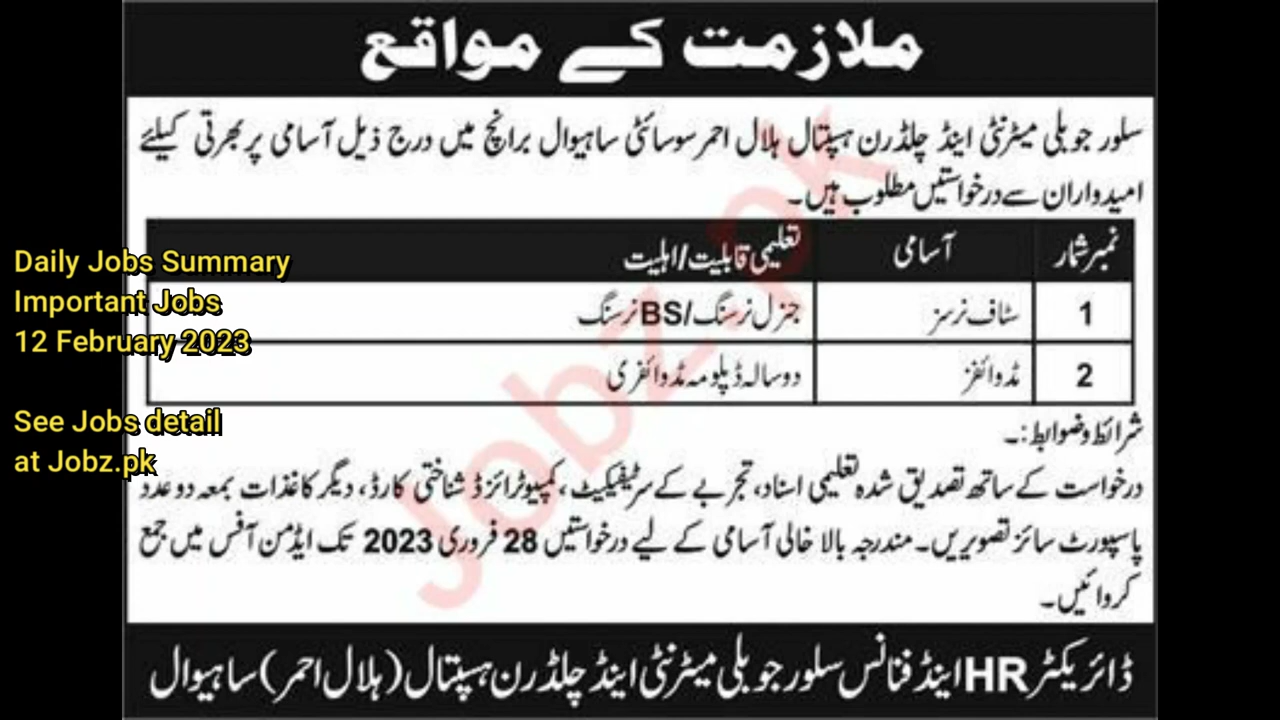 ملازمت کے مواقع
سلور جوبلی میٹرنٹی اینڈ چلڈرن ہسپتال ہلال احمر سوسائٹی ساہیوال برانچ میں درج ذیل آسامی پر بھرتی کیلئے
امیدواران سے درخواستیں مطلوب ہیں۔
نمبر شمار آسامی تعلیمی قابلیت/اہلیت
1 سٹاف نرسز جنرل نرسنگ/BS نرسنگ
2 مڈوائفز دو سالہ ڈپلومہ مڈوائفری
شرائط و ضوابط:۔
درخواست کے ساتھ تصدیق شدہ تعلیمی اسناد، تجربے کے سرٹیفکیٹ، کمپیوٹرائزڈ شناختی کارڈ، دیگر کاغذات بمعہ دو عدد
پاسپورٹ سائز تصویریں۔ مندرجہ بالا خالی آسامی کے لیے درخواستیں 28 فروری 2023 تک ایڈمن آفس میں جمع
کروائیں۔
ڈائریکٹر HR اینڈ فنانس سلور جوبلی میٹرنٹی اینڈ چلڈرن ہسپتال (ہلال احمر) ساہیوال
Daily Jobs Summary
Important Jobs
12 February 2023
See Jobs detail
at Jobz.pk
Jobz.pk